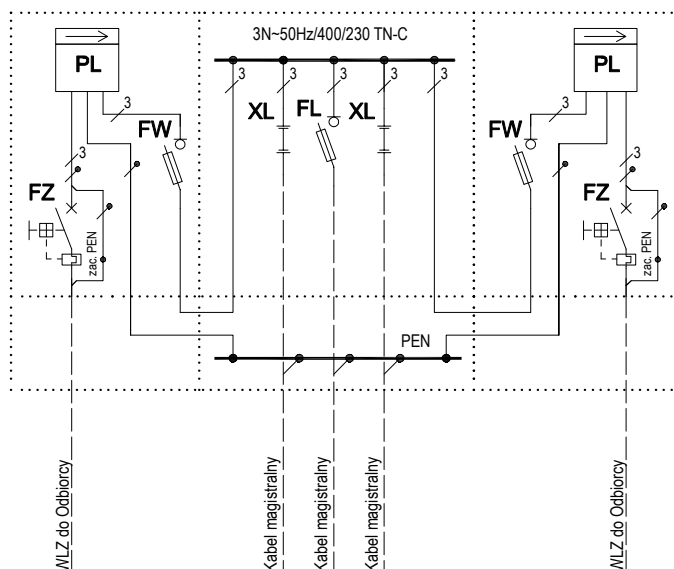 3N~50Hz/400/230 TN-C
PL
PL
3
3
3
3
3
3
3
XL
FL
XL
FW
FW
3
3
FZ
FZ
zac. PEN
zac. PEN
PEN
WLZ do Odbiorcy
Kabel magistralny
Kabel magistralny
Kabel magistralny
WLZ do Odbiorcy